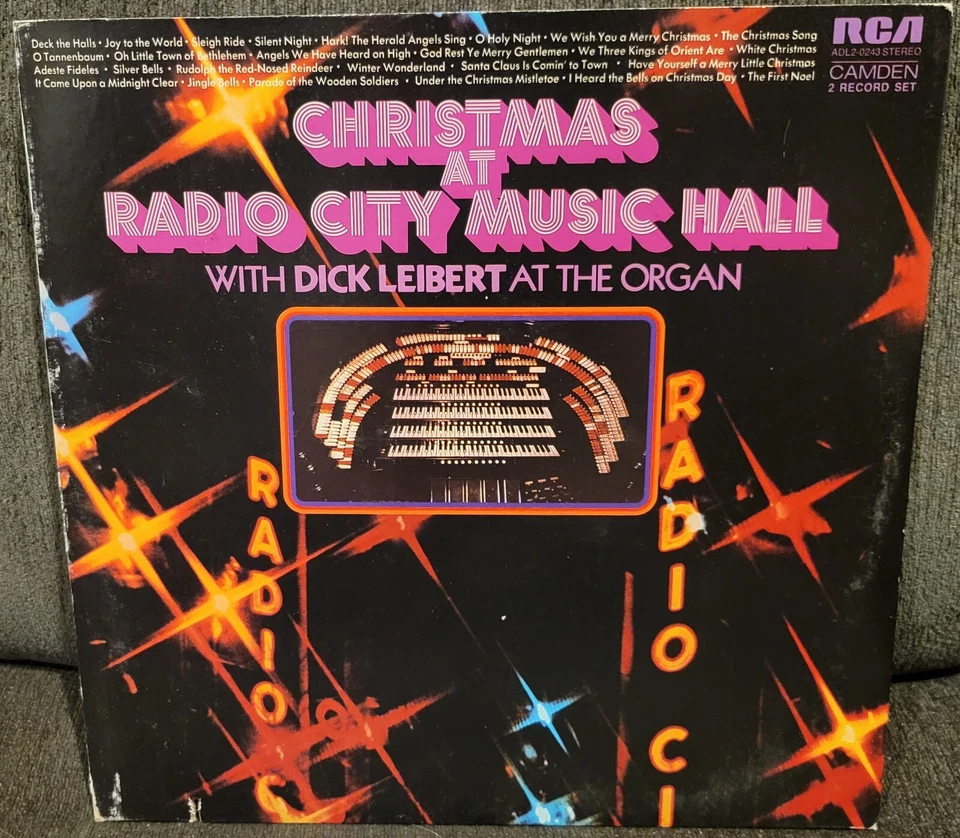 Deck the Halls • Joy to the World • Sleigh Ride • Silent Night • Hark! The Herald Angels Sing • O Holy Night • We Wish You a Merry Christmas • The Christmas Song
O Tannenbaum • Oh Little Town of Bethlehem • Angels We Have Heard on High • God Rest Ye Merry Gentlemen • We Three Kings of Orient Are • White Christmas
Adeste Fideles • Silver Bells • Rudolph the Red-Nosed Reindeer • Winter Wonderland • Santa Claus Is Comin' to Town • Have Yourself a Merry Little Christmas
It Came Upon a Midnight Clear • Jingle Bells • Parade of the Wooden Soldiers • Under the Christmas Mistletoe • I Heard the Bells on Christmas Day • The First Noel
RCA
ADL2-0243 STEREO
CAMDEN
2 RECORD SET
CHRISTMAS
AT
RADIO CITY MUSIC HALL
WITH DICK LEIBERT AT THE ORGAN
RADIO C
RADIO CI